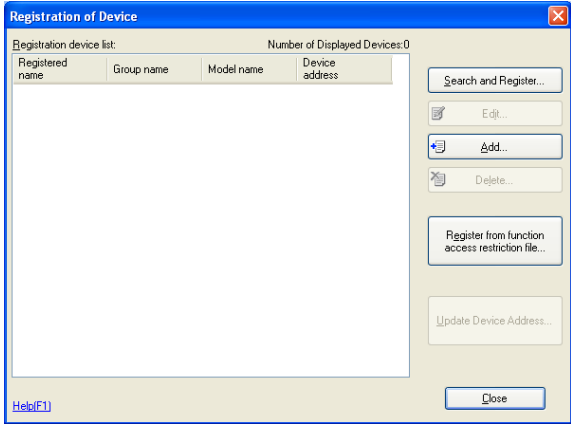 Registration of Device
Registration device list:
Number of Displayed Devices:0
Registered name
Group name
Model name
Device address
Search and Register...
Edit...
Add...
Delete...
Register from function
access restriction file...
Update Device Address...
Help(F1)
Close